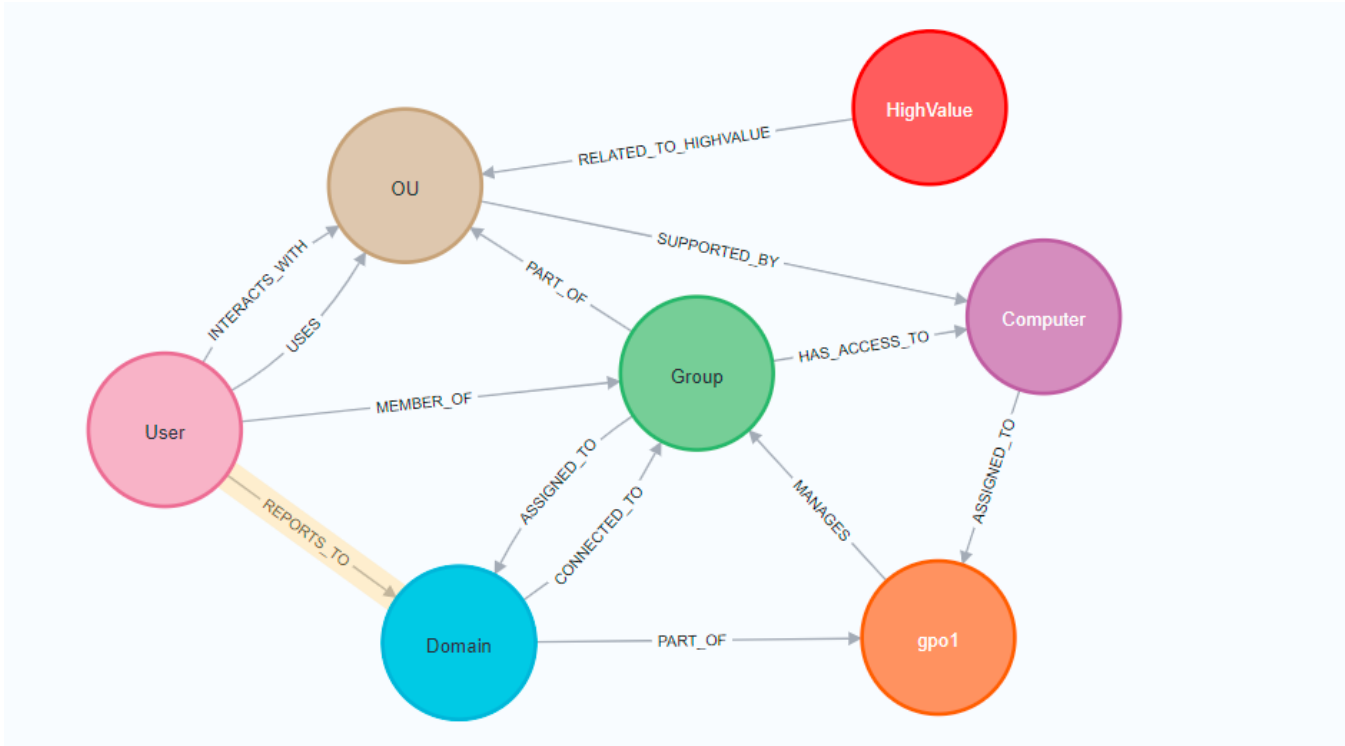 HighValue
RELATED_TO_HIGHVALUE
OU
SUPPORTED_BY
INTERACTS_WITH
PART_OF
USES
Computer
HAS_ACCESS_TO
Group
MEMBER_OF
User
ASSIGNED_TO
ASSIGNED_TO
CONNECTED_TO
MANAGES
REPORTS_TO
Domain
PART_OF
gpo1